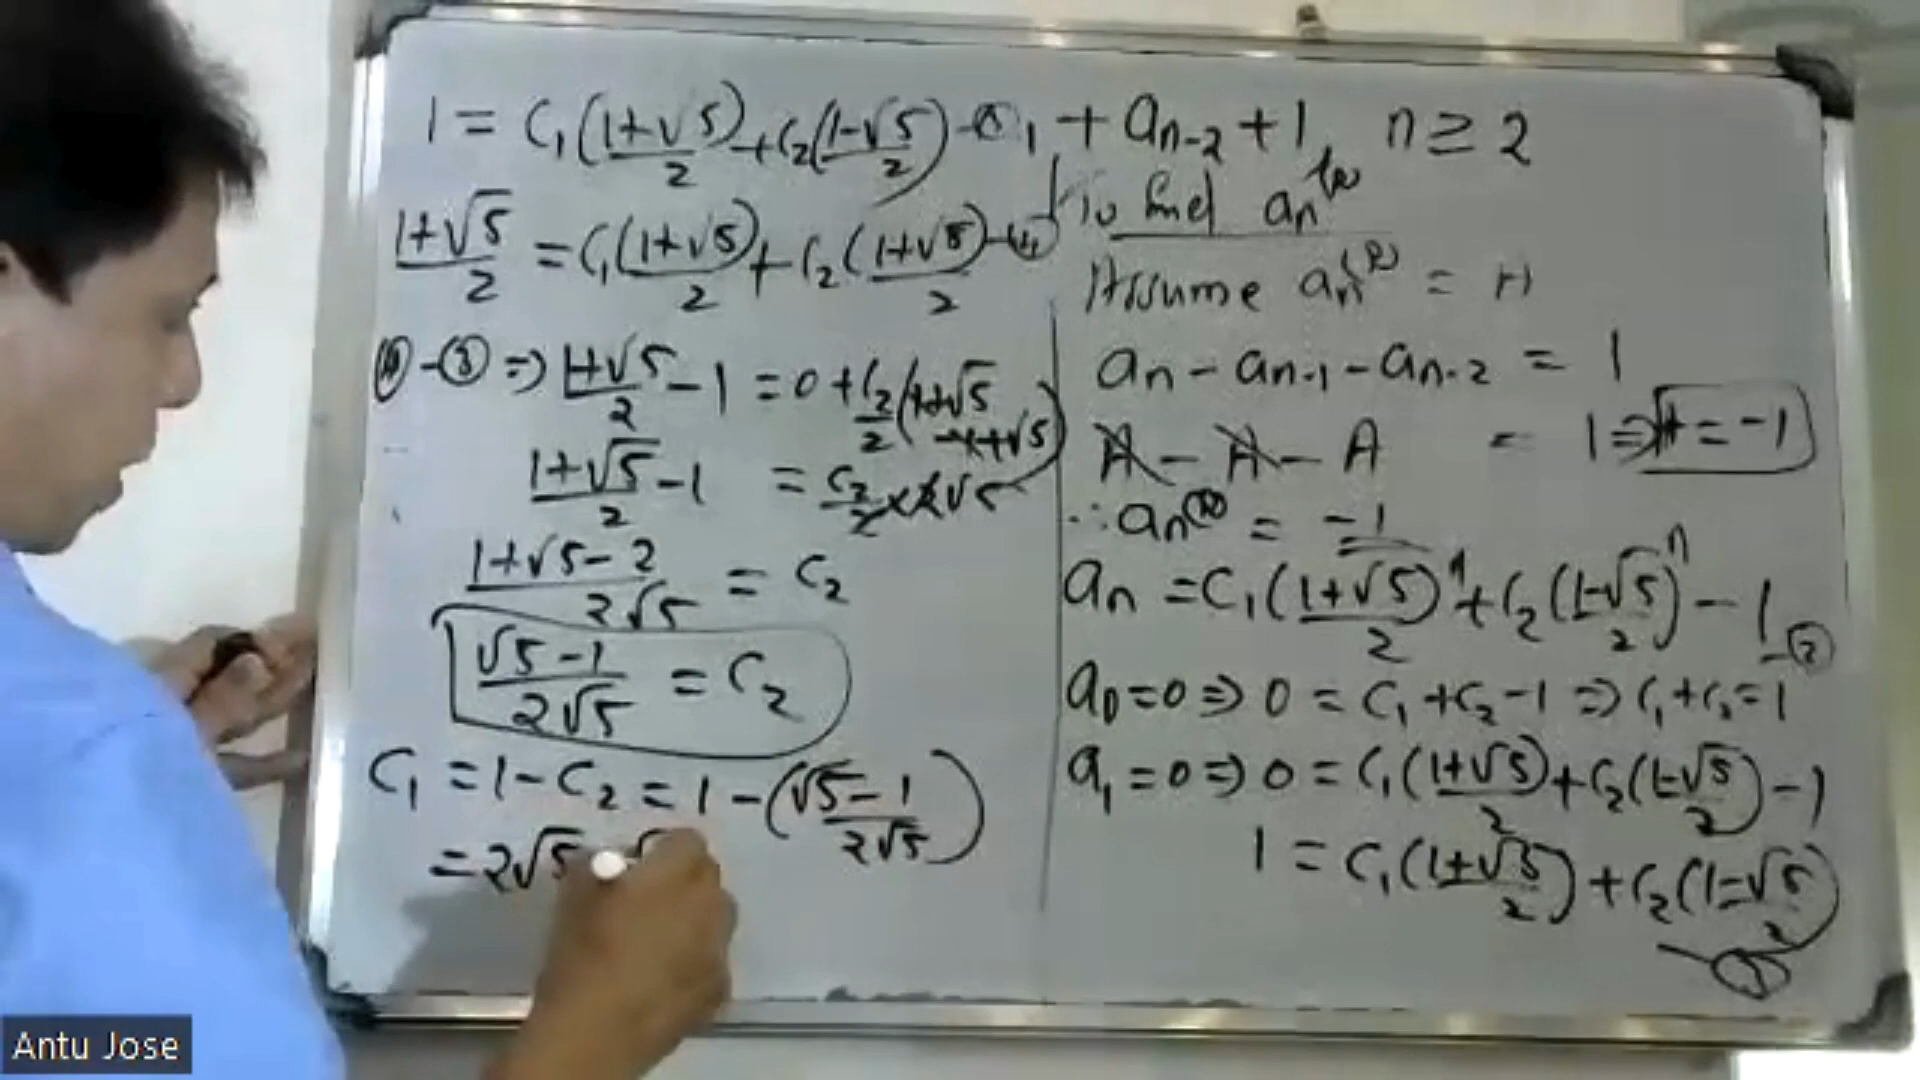 1 = C₁(1+√5)/2 + C₂(1-√5)/2 - ③ ₁ + aₙ₋₂ + 1, n ≥ 2
(1+√5)/2 = C₁(1+√5)/2 + C₂(1+√5)/2 - ④
④ - ③ ⇒ (1+√5)/2 - 1 = 0 + C₂/2 (1+√5 -1+√5)
(1+√5)/2 - 1 = C₂/2 × 2√5
(1+√5-2)/(2√5) = C₂
(√5-1)/(2√5) = C₂
C₁ = 1 - C₂ = 1 - ((√5-1)/(2√5))
= 2√5
To find aₙ⁽ᵖ⁾
Assume aₙ⁽ᵖ⁾ = A
aₙ - aₙ₋₁ - aₙ₋₂ = 1
A - A - A = 1 ⇒ A = -1
∴ aₙ⁽ᵖ⁾ = -1
aₙ = C₁((1+√5)/2)ⁿ + C₂((1-√5)/2)ⁿ - 1 - ②
a₀ = 0 ⇒ 0 = C₁ + C₂ - 1 ⇒ C₁ + C₂ = 1
a₁ = 0 ⇒ 0 = C₁((1+√5)/2) + C₂((1-√5)/2) - 1
1 = C₁((1+√5)/2) + C₂((1-√5)/2) - ③
Antu Jose